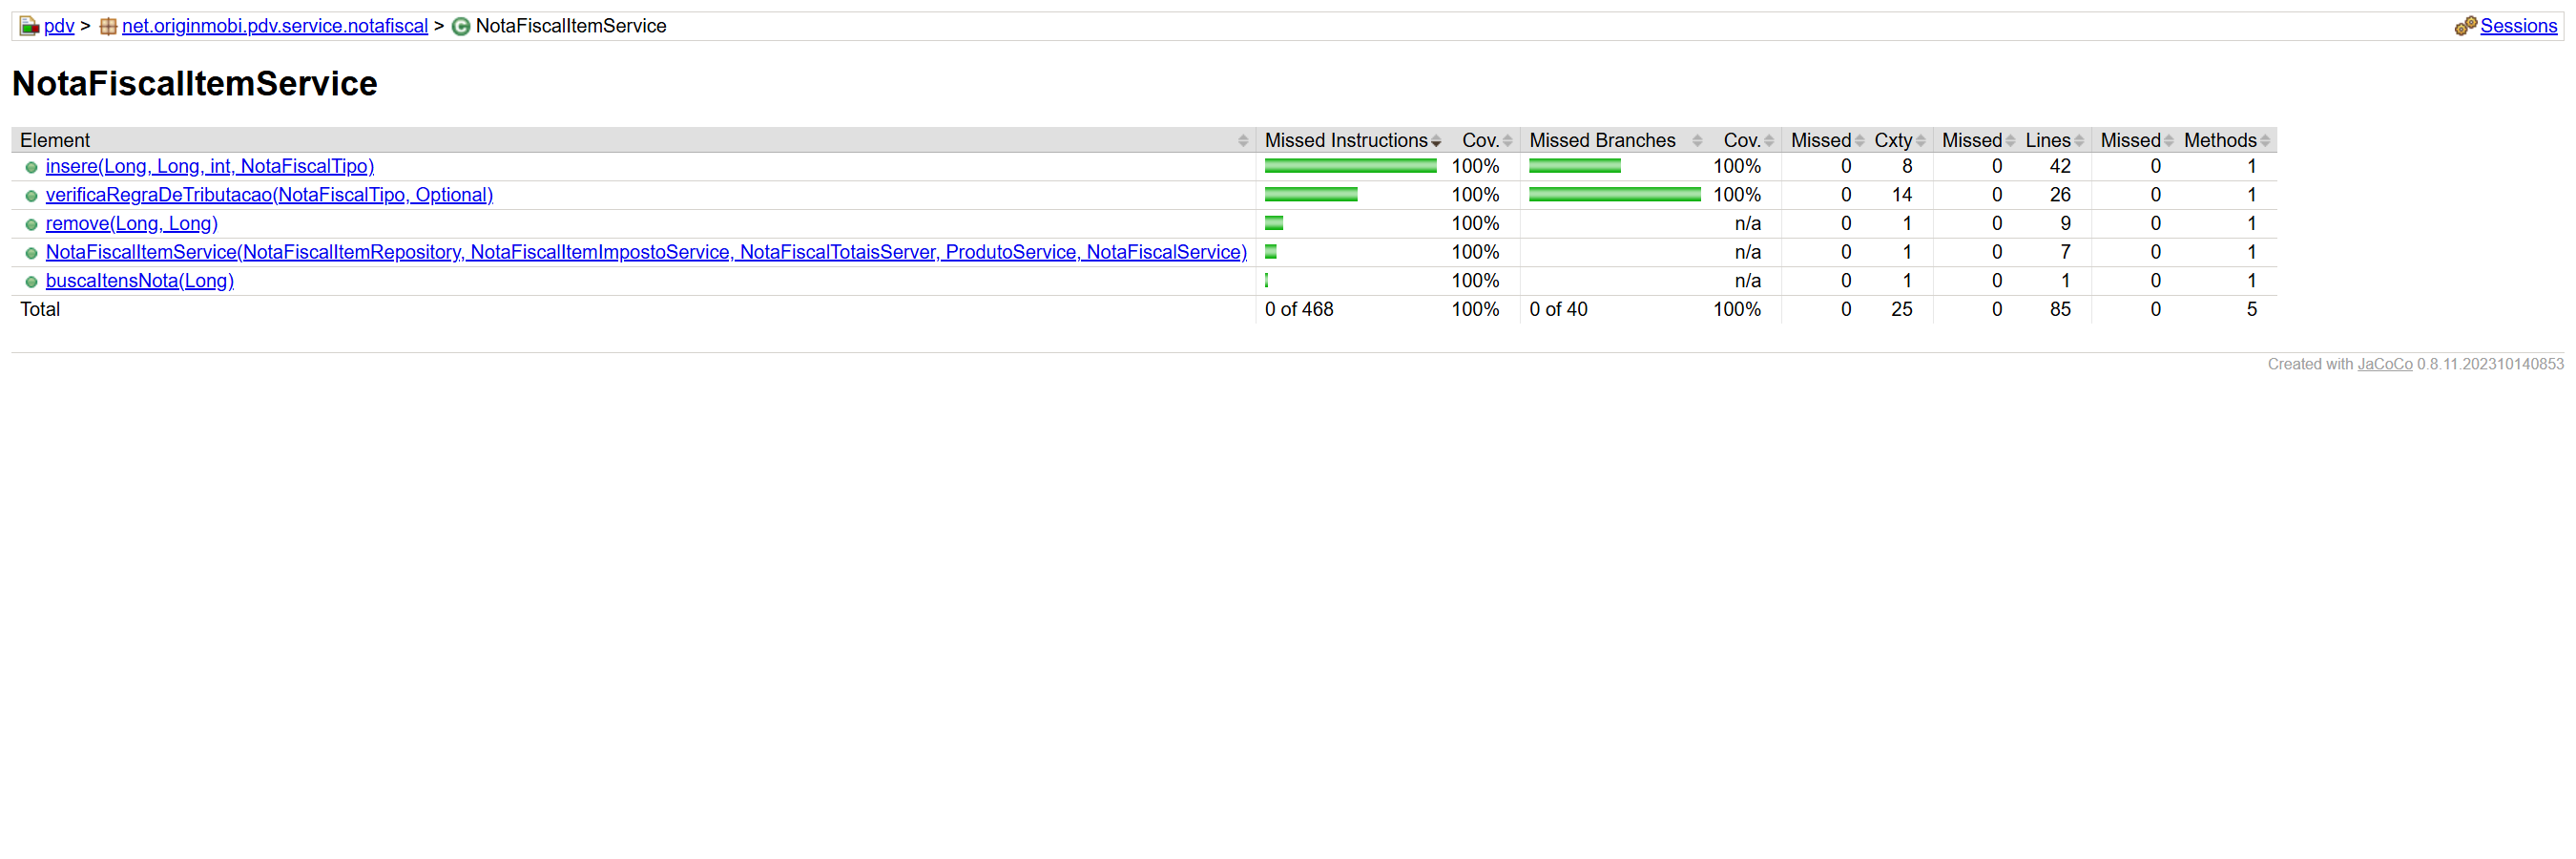 pdv > net.originmobi.pdv.service.notafiscal > NotaFiscalItemService Sessions
NotaFiscalItemService
Element Missed Instructions Cov. Missed Branches Cov. Missed Cxty Missed Lines Missed Methods
insere(Long, Long, int, NotaFiscalTipo) 100% 100% 0 8 0 42 0 1
verificaRegraDeTributacao(NotaFiscalTipo, Optional) 100% 100% 0 14 0 26 0 1
remove(Long, Long) 100% n/a 0 1 0 9 0 1
NotaFiscalItemService(NotaFiscalItemRepository, NotaFiscalItemImpostoService, NotaFiscalTotaisServer, ProdutoService, NotaFiscalService) 100% n/a 0 1 0 7 0 1
buscaItensNota(Long) 100% n/a 0 1 0 1 0 1
Total 0 of 468 100% 0 of 40 100% 0 25 0 85 0 5
Created with JaCoCo 0.8.11.202310140853